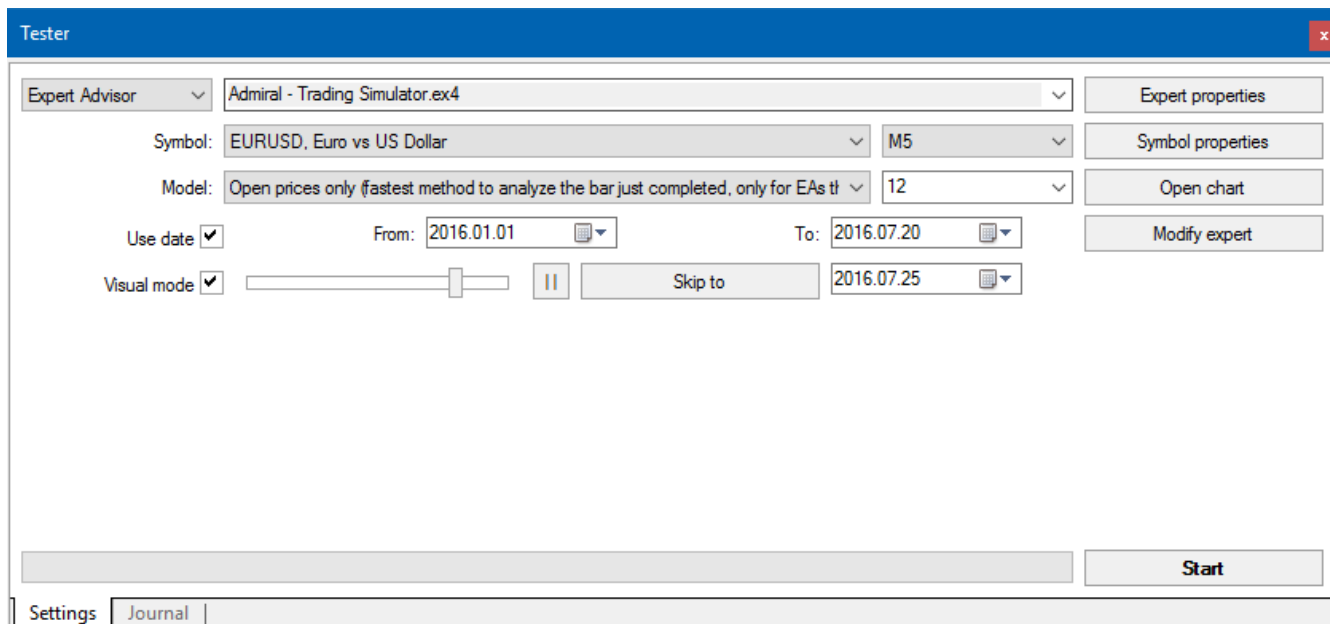 Tester
x
Expert Advisor Admiral - Trading Simulator.ex4 Expert properties
Symbol: EURUSD, Euro vs US Dollar M5 Symbol properties
Model: Open prices only (fastest method to analyze the bar just completed, only for EAs th 12 Open chart
Use date From: 2016.01.01 To: 2016.07.20 Modify expert
Visual mode Skip to 2016.07.25
Start
Settings Journal